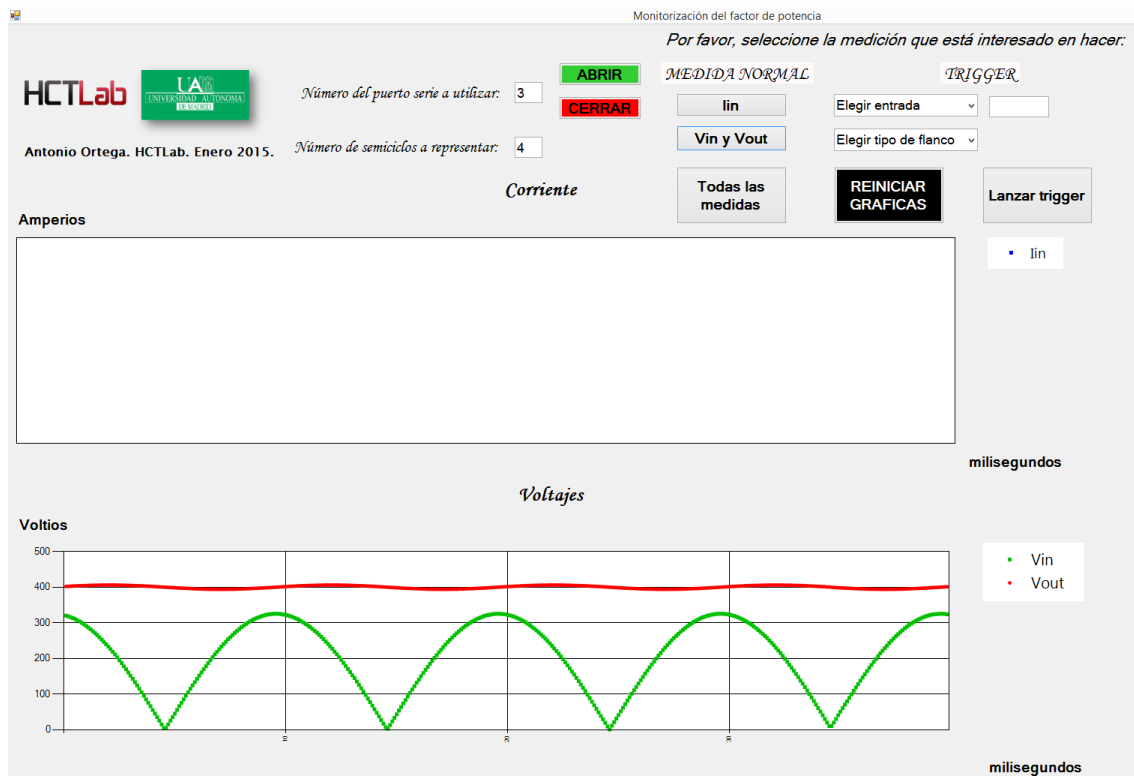 Monitorización del factor de potencia
Por favor, seleccione la medición que está interesado en hacer:
HCTLab
UA
UNIVERSIDAD AUTONOMA
DE MADRID
Antonio Ortega. HCTLab. Enero 2015.
Número del puerto serie a utilizar: 3
ABRIR
CERRAR
Número de semiciclos a representar: 4
MEDIDA NORMAL
Iin
Vin y Vout
Todas las
medidas
TRIGGER
Elegir entrada
Elegir tipo de flanco
REINICIAR
GRAFICAS
Lanzar trigger
Corriente
Amperios
Iin
milisegundos
Voltajes
Voltios
500
400
300
200
100
0
Vin
Vout
milisegundos